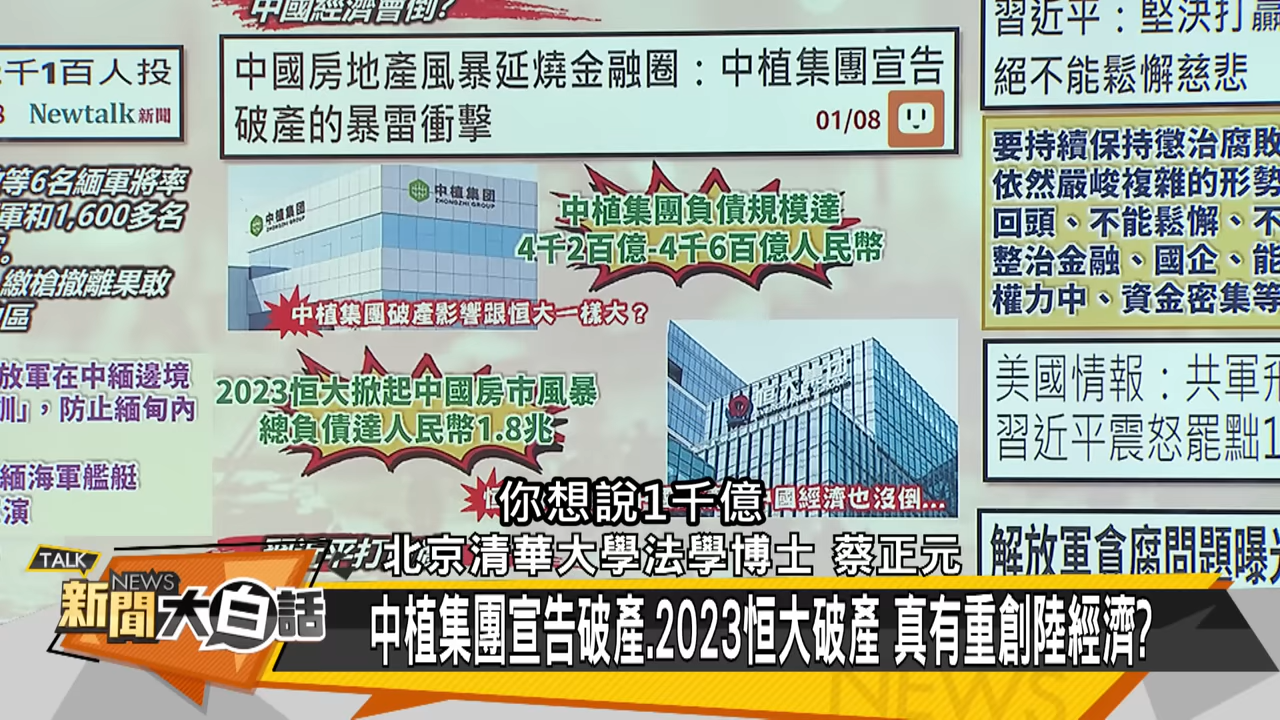 中國經濟會倒?
千1百人投
Newtalk新聞
等6名緬軍將率
軍和1,600多名
繳槍撤離果敢
區
放軍在中緬邊境
訓」，防止緬甸內
緬海軍艦艇
演
中國房地產風暴延燒金融圈：中植集團宣告
破產的暴雷衝擊
01/08
中植集团
ZHONGZHI GROUP
中植集团
中植集團負債規模達
4千2百億-4千6百億人民幣
中植集團破產影響跟恒大一樣大?
2023恒大掀起中國房市風暴
總負債達人民幣1.8兆
恒大
國經濟也沒倒...
習近平：堅決打贏
絕不能鬆懈慈悲
要持續保持懲治腐敗
依然嚴峻複雜的形勢
回頭、不能鬆懈、不
整治金融、國企、能
權力中、資金密集等
美國情報：共軍飛
習近平震怒罷黜1
解放軍貪腐問題曝光
習近平打
你想說1千億
北京清華大學法學博士 蔡正元
TALK
NEWS
新聞大白話
中植集團宣告破產.2023恒大破產 真有重創陸經濟?
NEWS